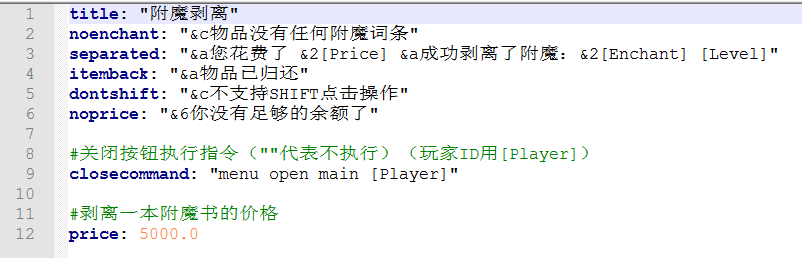 1 title: "附魔剥离"
2 noenchant: "&c物品没有任何附魔词条"
3 separated: "&a您花费了 &2[Price] &a成功剥离了附魔：&2[Enchant] [Level]"
4 itemback: "&a物品已归还"
5 dontshift: "&c不支持SHIFT点击操作"
6 noprice: "&6你没有足够的余额了"
7
8 #关闭按钮执行指令（""代表不执行）（玩家ID用[Player]）
9 closecommand: "menu open main [Player]"
10
11 #剥离一本附魔书的价格
12 price: 5000.0